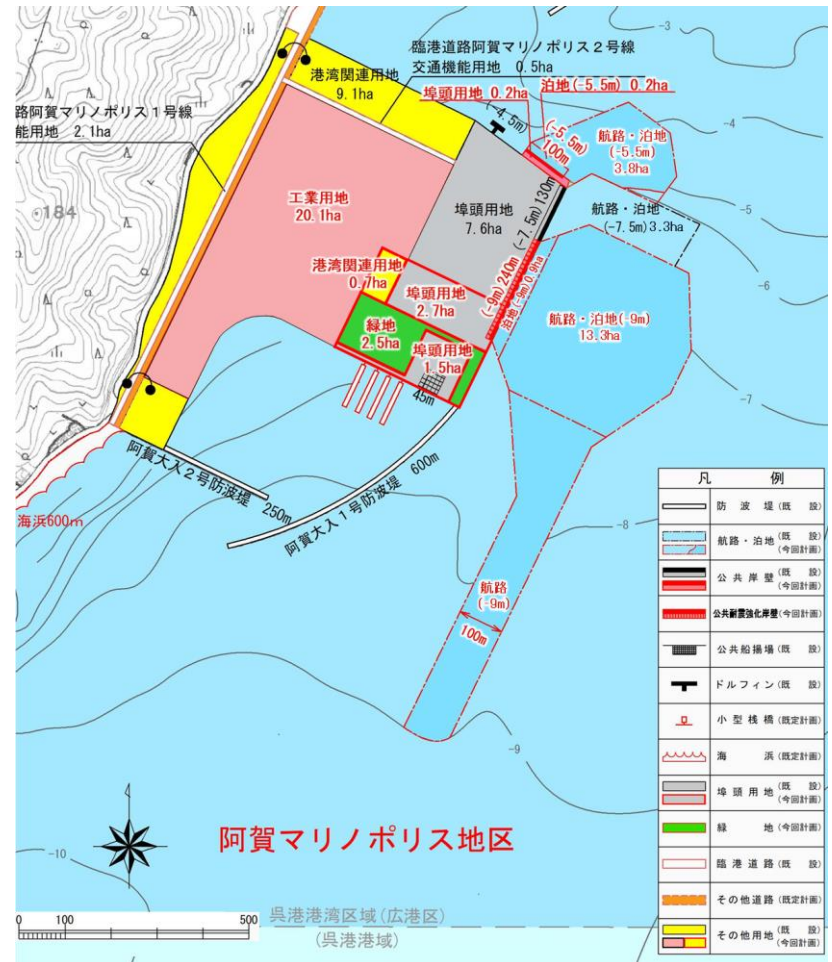 -3
臨港道路阿賀マリノポリス2号線
交通機能用地 0.5ha
港湾関連用地
9.1ha
埠頭用地 0.2ha
泊地(-5.5m) 0.2ha
路阿賀マリノポリス1号線
能用地 2.1ha
(-4.5m)
(-5.5m)
100m
航路・泊地
(-5.5m)
3.8ha
-4
184
工業用地
20.1ha
埠頭用地
7.6ha
(-7.5m)130m
航路・泊地
(-7.5m)3.3ha
-5
-6
港湾関連用地
0.7ha
埠頭用地
2.7ha
(-9m)240m
泊地(-9m)0.9ha
航路・泊地(-9m)
13.3ha
緑地
2.5ha
埠頭用地
1.5ha
45m
-7
阿賀大入2号防波堤 250m
阿賀大入1号防波堤 600m
海浜600m
-8
航路
(-9m)
100m
-9
-10
阿賀マリノポリス地区
0 100 500
呉港港湾区域(広港区)
(呉港港域)
凡 例
防波堤(既設)
航路・泊地(既設)
(今回計画)
公共岸壁(既設)
(今回計画)
公共耐震強化岸壁(今回計画)
公共船揚場(既設)
ドルフィン(既設)
小型桟橋(既定計画)
海浜(既定計画)
埠頭用地(既設)
(今回計画)
緑地(今回計画)
臨港道路(既設)
その他道路(既定計画)
その他用地(既設)
(今回計画)